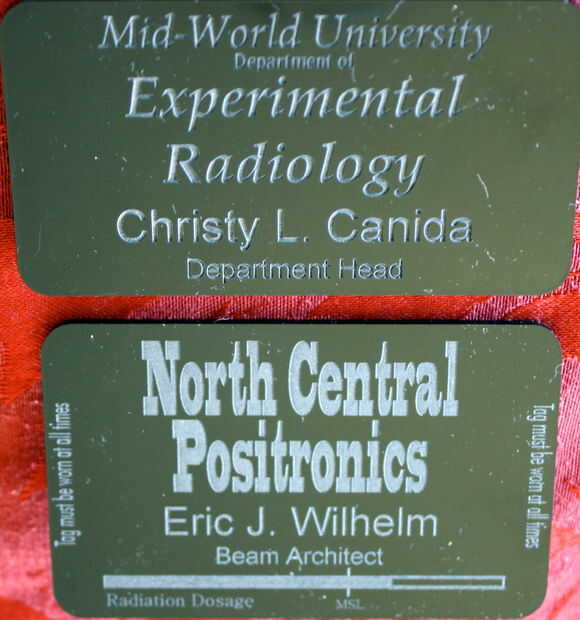 Mid-World University
Department of
Experimental
Radiology
Christy L. Canida
Department Head
North Central
Positronics
Eric J. Wilhelm
Beam Architect
Tag must be worn at all times
Tag must be worn at all times
Radiation Dosage
MSL